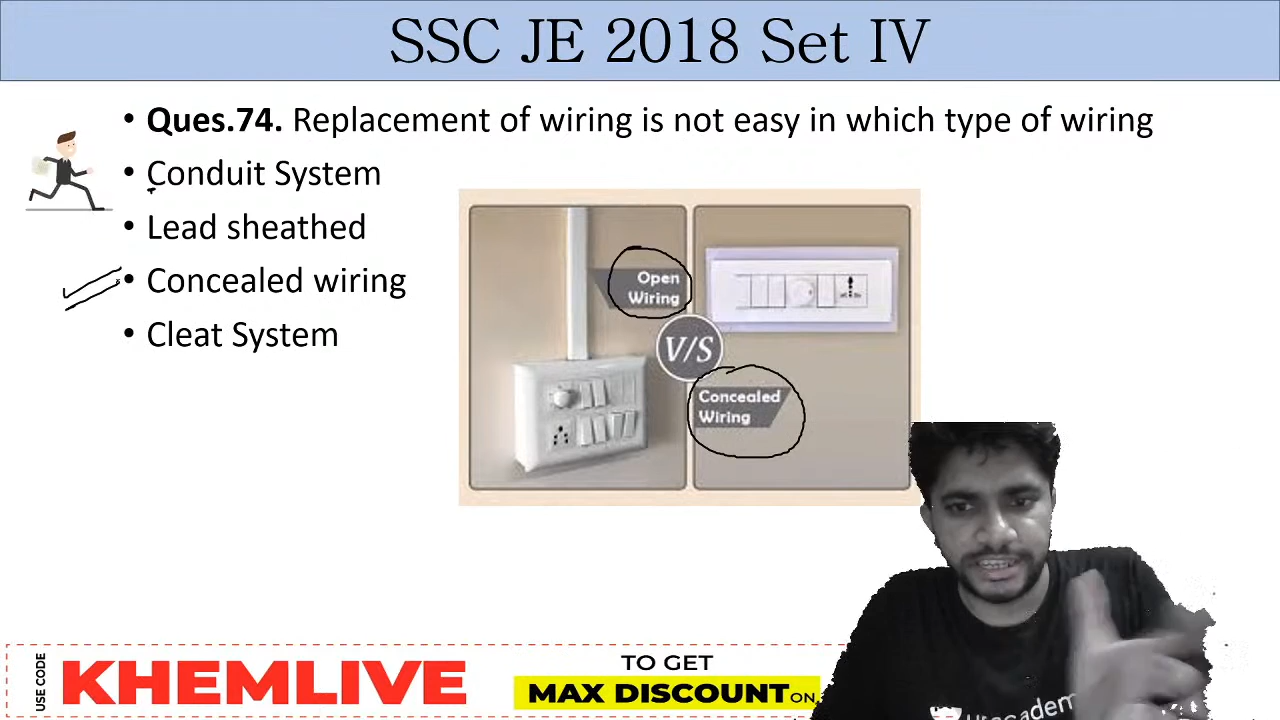 SSC JE 2018 Set IV
• Ques.74. Replacement of wiring is not easy in which type of wiring
• Conduit System
• Lead sheathed
• Concealed wiring
• Cleat System
Open
Wiring
V/S
Concealed
Wiring
USE CODE
KHEMLIVE
TO GET
MAX DISCOUNT ON